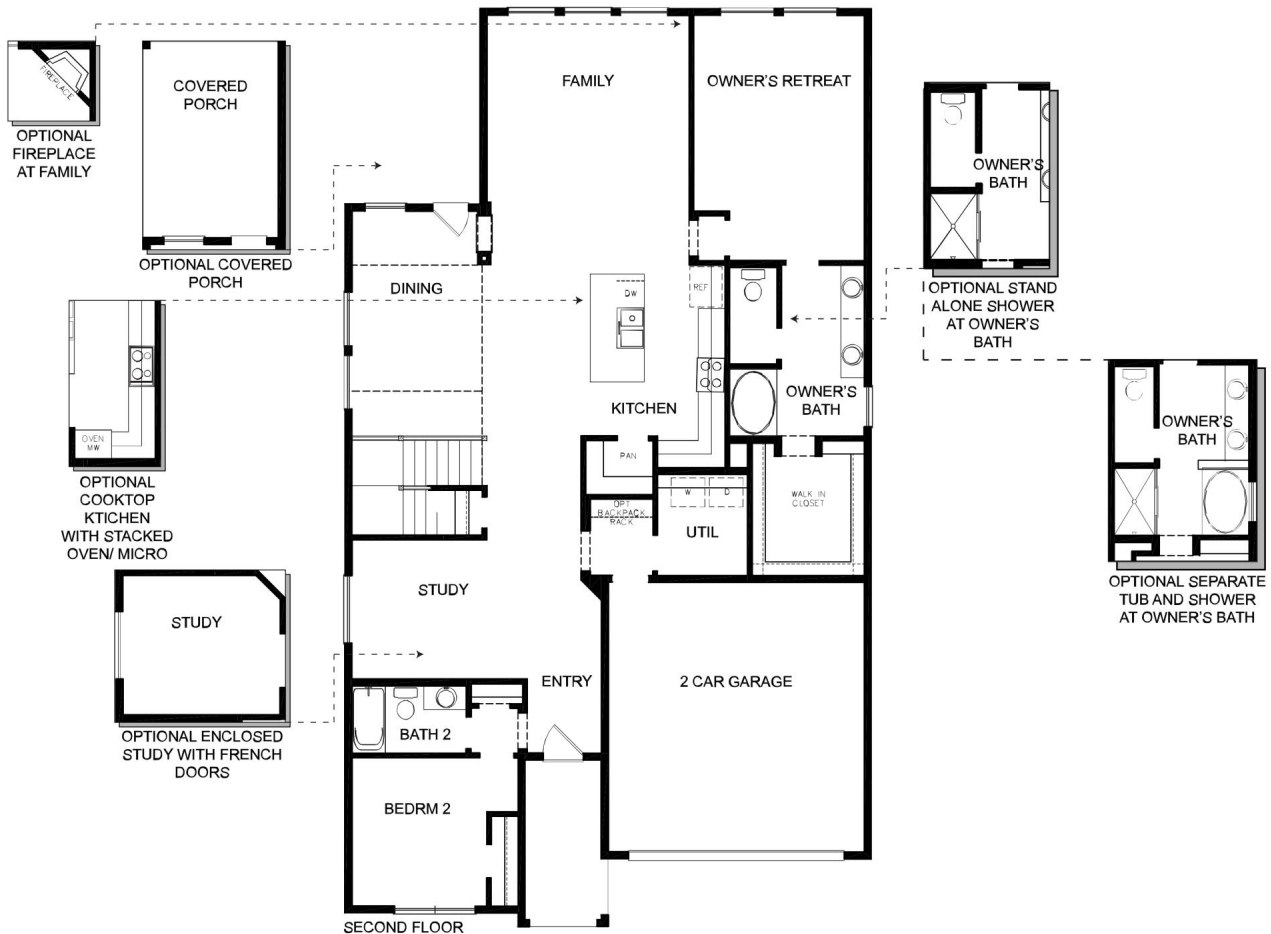 FAMILY
OWNER'S RETREAT
COVERED
PORCH
FIREPLACE
OPTIONAL
FIREPLACE
AT FAMILY
OWNER'S
BATH
OPTIONAL COVERED
PORCH
DINING
DW
REF
OPTIONAL STAND
ALONE SHOWER
AT OWNER'S
BATH
KITCHEN
OWNER'S
BATH
OWNER'S
BATH
OVEN
MW
OPTIONAL
COOKTOP
KTICHEN
WITH STACKED
OVEN/ MICRO
PAN
W
D
WALK IN
CLOSET
OPT
BACKPACK
RACK
UTIL
OPTIONAL SEPARATE
TUB AND SHOWER
AT OWNER'S BATH
STUDY
STUDY
ENTRY
2 CAR GARAGE
OPTIONAL ENCLOSED
STUDY WITH FRENCH
DOORS
BATH 2
BEDRM 2
SECOND FLOOR